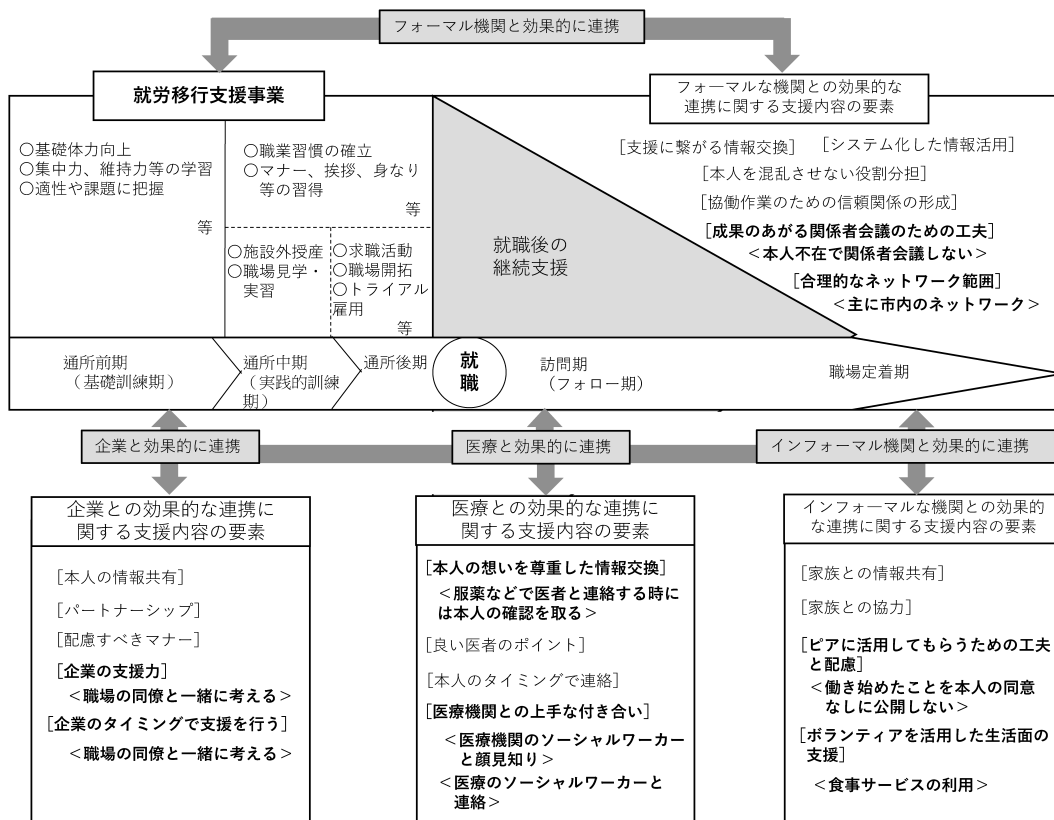 フォーマル機関と効果的に連携
就労移行支援事業
〇基礎体力向上
〇集中力、維持力等の学習
〇適性や課題に把握
等
〇職業習慣の確立
〇マナー、挨拶、身なり
等の習得
等
〇施設外授産
〇職場見学・
実習
〇求職活動
〇職場開拓
〇トライアル
雇用
等
就職後の
継続支援
フォーマルな機関との効果的な
連携に関する支援内容の要素
[支援に繋がる情報交換]
[システム化した情報活用]
[本人を混乱させない役割分担]
[協働作業のための信頼関係の形成]
[成果のあがる関係者会議のための工夫]
<本人不在で関係者会議しない>
[合理的なネットワーク範囲]
<主に市内のネットワーク>
通所前期
（基礎訓練期）
通所中期
（実践的訓練
期）
通所後期
就
職
訪問期
（フォロー期）
職場定着期
企業と効果的に連携
医療と効果的に連携
インフォーマル機関と効果的に連携
企業との効果的な連携に
関する支援内容の要素
[本人の情報共有]
[パートナーシップ]
[配慮すべきマナー]
[企業の支援力]
<職場の同僚と一緒に考える>
[企業のタイミングで支援を行う]
<職場の同僚と一緒に考える>
医療との効果的な連携に
関する支援内容の要素
[本人の想いを尊重した情報交換]
<服薬などで医者と連絡する時に
は本人の確認を取る>
[良い医者のポイント]
[本人のタイミングで連絡]
[医療機関との上手な付き合い]
<医療機関のソーシャルワーカー
と顔見知り>
<医療のソーシャルワーカーと
連絡>
インフォーマルな機関との効果的
な連携に関する支援内容の要素
[家族との情報共有]
[家族との協力]
[ピアに活用してもらうための工夫
と配慮]
<働き始めたことを本人の同意
なしに公開しない>
[ボランティアを活用した生活面の
支援]
<食事サービスの利用>